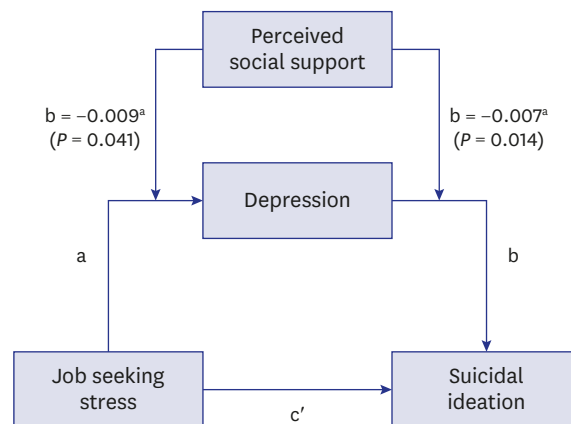 Perceived
social support
b = −0.009ᵃ
(P = 0.041)
b = −0.007ᵃ
(P = 0.014)
Depression
a
b
Job seeking
stress
c′
Suicidal
ideation